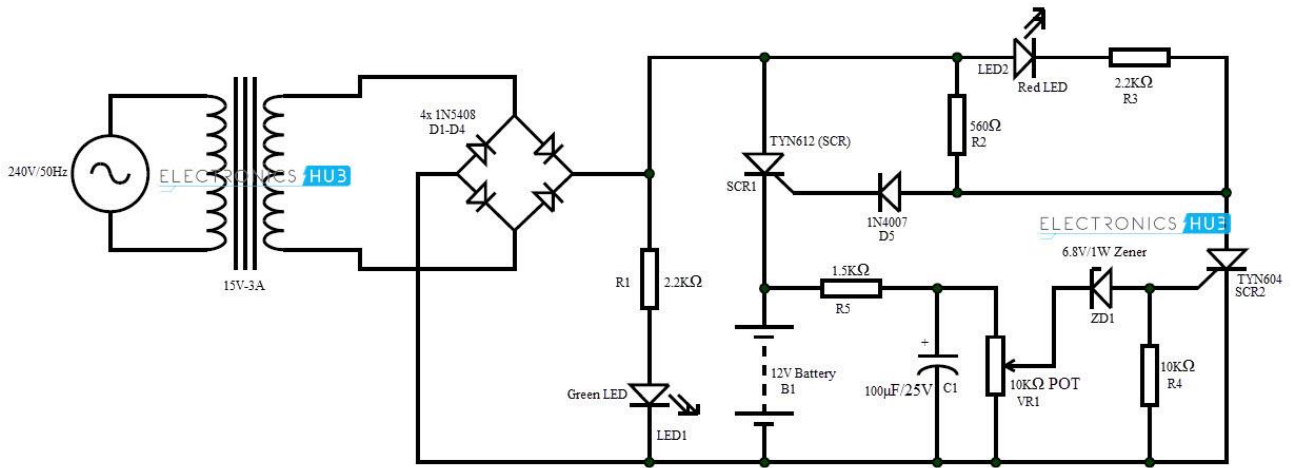 240V/50Hz
ELECTRONICS HUB
15V-3A
4x 1N5408
D1-D4
R1
2.2KΩ
Green LED
LED1
TYN612 (SCR)
SCR1
1N4007
D5
560Ω
R2
LED2
Red LED
2.2KΩ
R3
ELECTRONICS HUB
6.8V/1W Zener
ZD1
TYN604
SCR2
1.5KΩ
R5
12V Battery
B1
+
100µF/25V
C1
10KΩ POT
VR1
10KΩ
R4